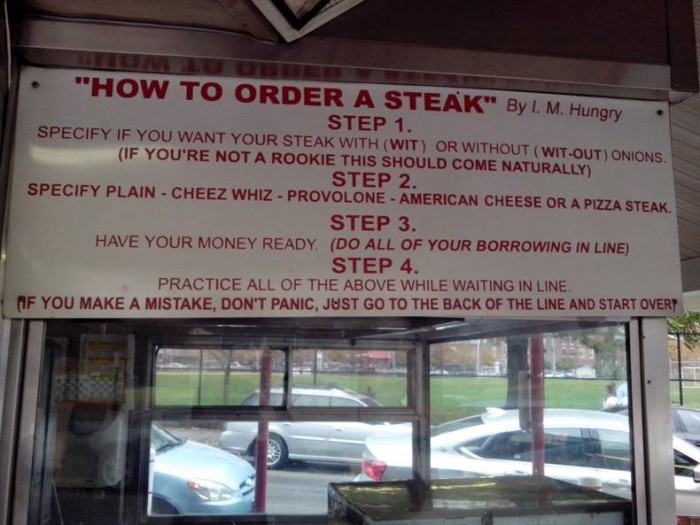 "HOW TO ORDER A STEAK" By I. M. Hungry
STEP 1.
SPECIFY IF YOU WANT YOUR STEAK WITH (WIT) OR WITHOUT (WIT-OUT) ONIONS.
(IF YOU'RE NOT A ROOKIE THIS SHOULD COME NATURALLY)
STEP 2.
SPECIFY PLAIN - CHEEZ WHIZ - PROVOLONE - AMERICAN CHEESE OR A PIZZA STEAK.
STEP 3.
HAVE YOUR MONEY READY. (DO ALL OF YOUR BORROWING IN LINE)
STEP 4.
PRACTICE ALL OF THE ABOVE WHILE WAITING IN LINE.
(IF YOU MAKE A MISTAKE, DON'T PANIC, JUST GO TO THE BACK OF THE LINE AND START OVER)